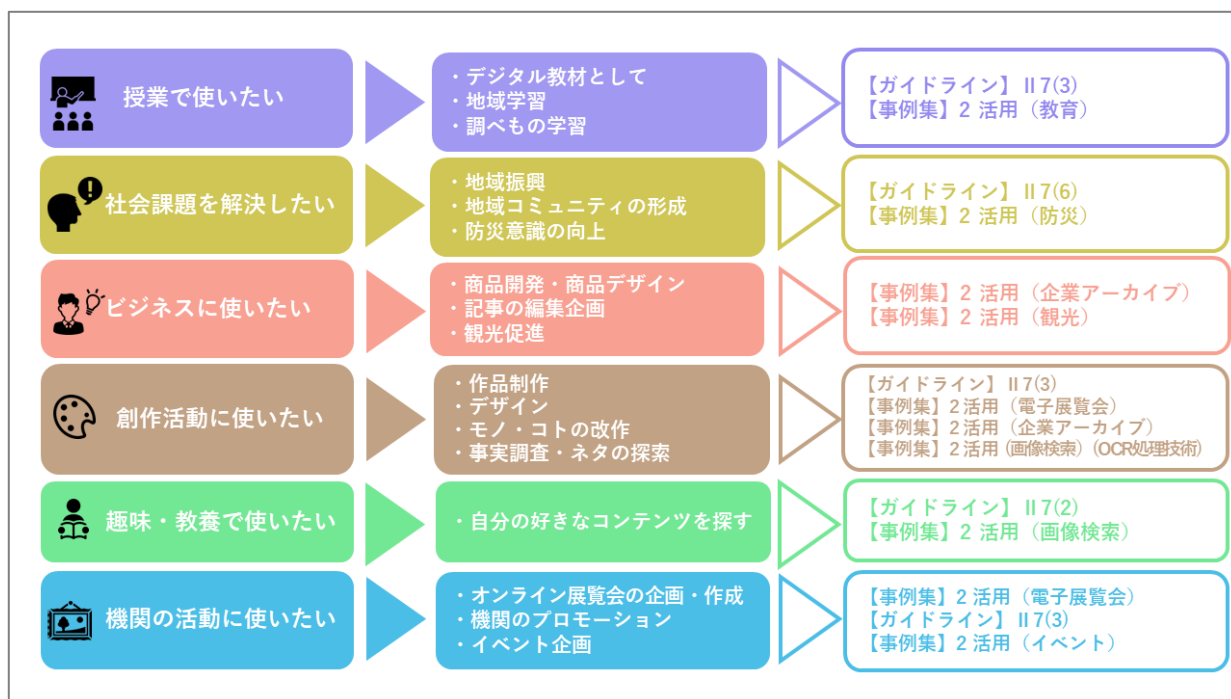 授業で使いたい
・デジタル教材として
・地域学習
・調べもの学習
【ガイドライン】Ⅱ7(3)
【事例集】2 活用（教育）
社会課題を解決したい
・地域振興
・地域コミュニティの形成
・防災意識の向上
【ガイドライン】Ⅱ7(6)
【事例集】2 活用（防災）
ビジネスに使いたい
・商品開発・商品デザイン
・記事の編集企画
・観光促進
【事例集】2 活用（企業アーカイブ）
【事例集】2 活用（観光）
創作活動に使いたい
・作品制作
・デザイン
・モノ・コトの改作
・事実調査・ネタの探索
【ガイドライン】Ⅱ7(3)
【事例集】2活用（電子展覧会）
【事例集】2活用（企業アーカイブ）
【事例集】2活用（画像検索）（OCR処理技術）
趣味・教養で使いたい
・自分の好きなコンテンツを探す
【ガイドライン】Ⅱ7(2)
【事例集】2 活用（画像検索）
機関の活動に使いたい
・オンライン展覧会の企画・作成
・機関のプロモーション
・イベント企画
【事例集】2 活用（電子展覧会）
【ガイドライン】Ⅱ7(3)
【事例集】2 活用（イベント）